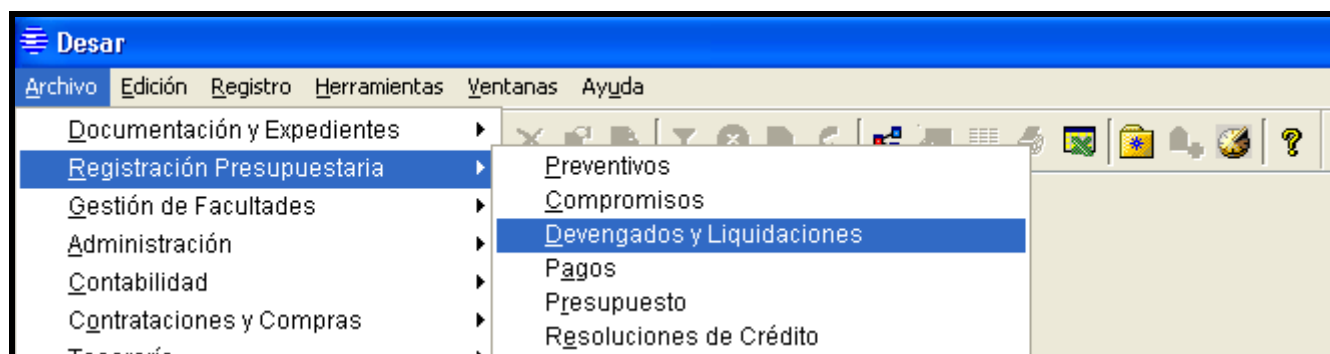 Desar
Archivo Edición Registro Herramientas Ventanas Ayuda
Documentación y Expedientes
Registración Presupuestaria
Gestión de Facultades
Administración
Contabilidad
Contrataciones y Compras
Preventivos
Compromisos
Devengados y Liquidaciones
Pagos
Presupuesto
Resoluciones de Crédito